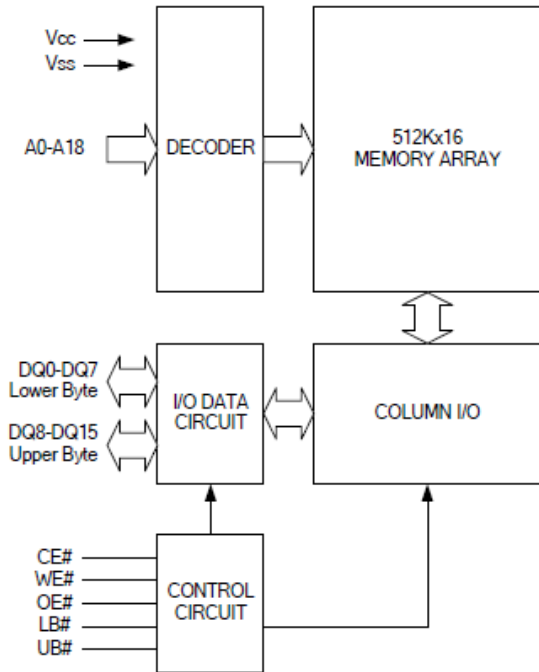 Vcc
Vss
A0-A18
DECODER
512Kx16
MEMORY ARRAY
DQ0-DQ7
Lower Byte
DQ8-DQ15
Upper Byte
I/O DATA
CIRCUIT
COLUMN I/O
CE#
WE#
OE#
LB#
UB#
CONTROL
CIRCUIT